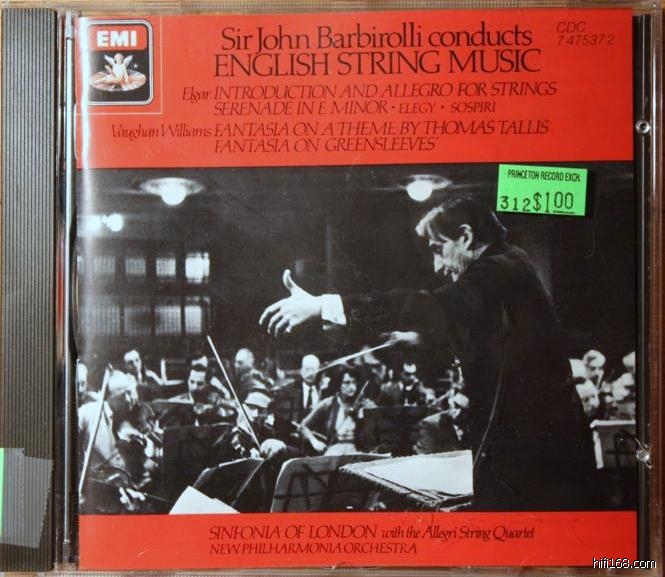 EMI
Sir John Barbirolli conducts
ENGLISH STRING MUSIC
CDC
7 47537 2
Elgar INTRODUCTION AND ALLEGRO FOR STRINGS
SERENADE IN E MINOR · ELEGY · SOSPIRI
Vaughan Williams FANTASIA ON A THEME BY THOMAS TALLIS
FANTASIA ON 'GREENSLEEVES'
PRINCETON RECORD EXCH.
312 $1.00
SINFONIA OF LONDON with the Allegri String Quartet
NEW PHILHARMONIA ORCHESTRA
hifi168.com